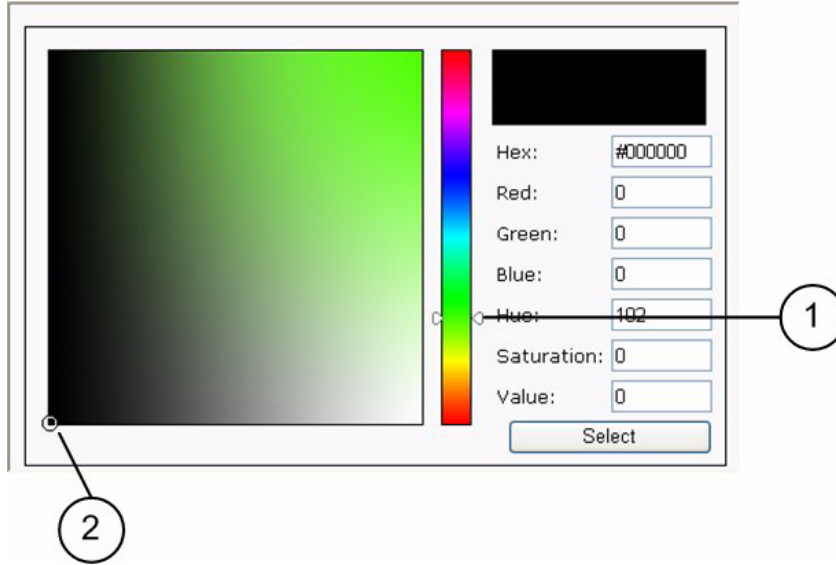 Hex: #000000
Red: 0
Green: 0
Blue: 0
Hue: 102
1
Saturation: 0
Value: 0
Select
2